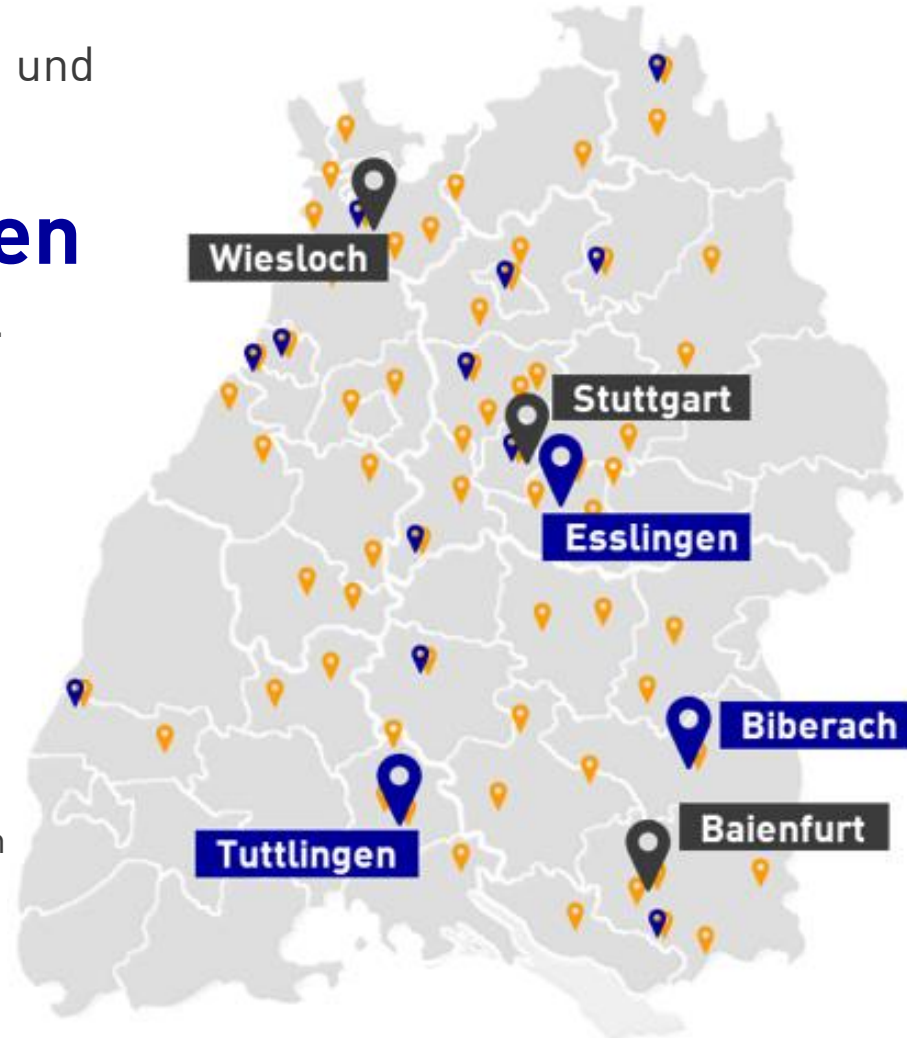 und
en
Wiesloch
Stuttgart
Esslingen
Biberach
Baienfurt
Tuttlingen